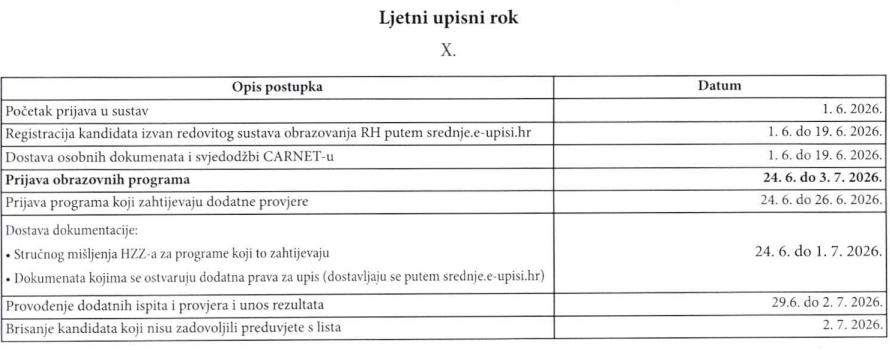 Ljetni upisni rok
X.
Opis postupka Datum
Početak prijava u sustav 1. 6. 2026.
Registracija kandidata izvan redovitog sustava obrazovanja RH putem srednje.e-upisi.hr 1. 6. do 19. 6. 2026.
Dostava osobnih dokumenata i svjedodžbi CARNET-u 1. 6. do 19. 6. 2026.
Prijava obrazovnih programa 24. 6. do 3. 7. 2026.
Prijava programa koji zahtijevaju dodatne provjere 24. 6. do 26. 6. 2026.
Dostava dokumentacije:
• Stručnog mišljenja HZZ-a za programe koji to zahtijevaju 24. 6. do 1. 7. 2026.
• Dokumenata kojima se ostvaruju dodatna prava za upis (dostavljaju se putem srednje.e-upisi.hr)
Provođenje dodatnih ispita i provjera i unos rezultata 29.6. do 2. 7. 2026.
Brisanje kandidata koji nisu zadovoljili preduvjete s lista 2. 7. 2026.